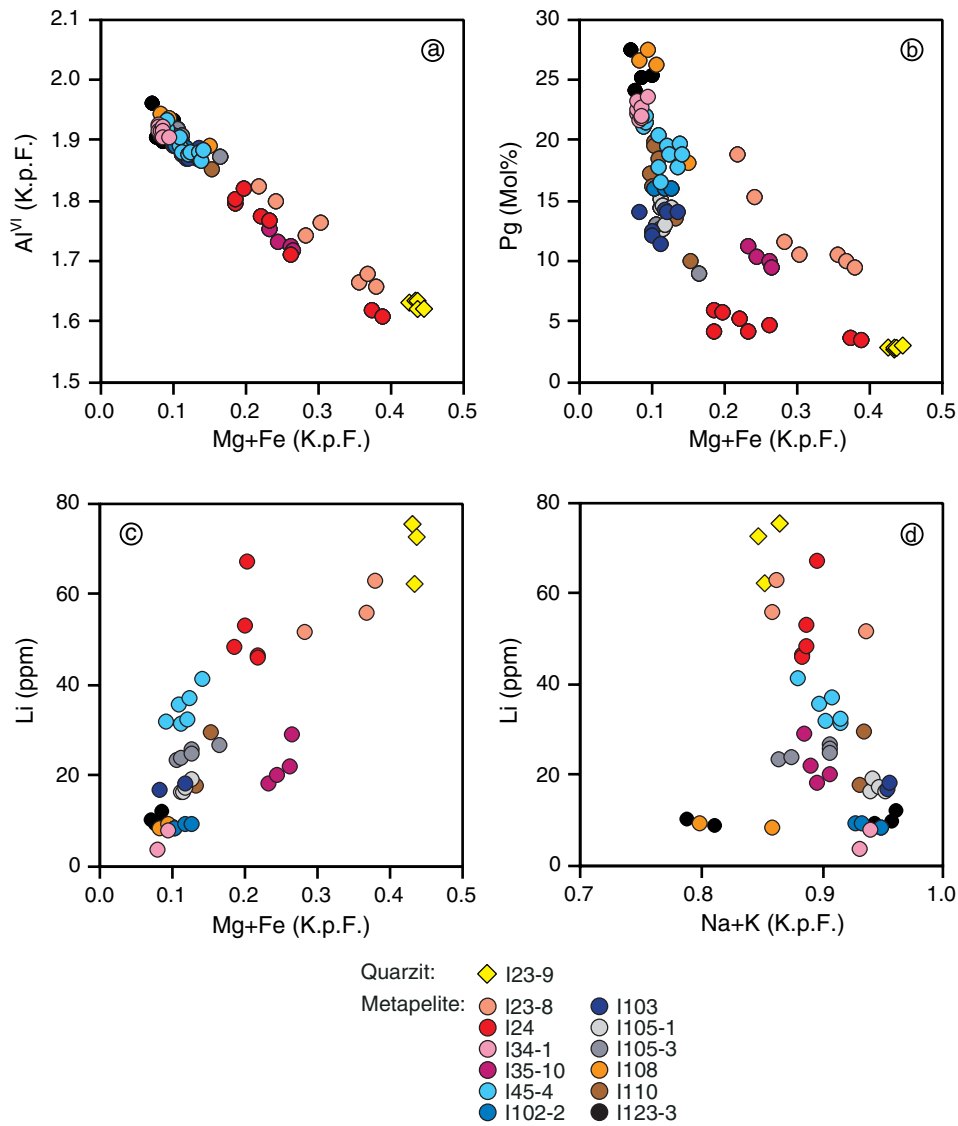 a
2.1
2.0
1.9
1.8
1.7
1.6
1.5
Al^VI (K.p.F.)
0.0 0.1 0.2 0.3 0.4 0.5
Mg+Fe (K.p.F.)
b
30
25
20
15
10
5
0
Pg (Mol%)
0.0 0.1 0.2 0.3 0.4 0.5
Mg+Fe (K.p.F.)
c
80
60
40
20
0
Li (ppm)
0.0 0.1 0.2 0.3 0.4 0.5
Mg+Fe (K.p.F.)
d
80
60
40
20
0
Li (ppm)
0.7 0.8 0.9 1.0
Na+K (K.p.F.)
Quarzit: I23-9
Metapelite: I23-8 I103
I24 I105-1
I34-1 I105-3
I35-10 I108
I45-4 I110
I102-2 I123-3